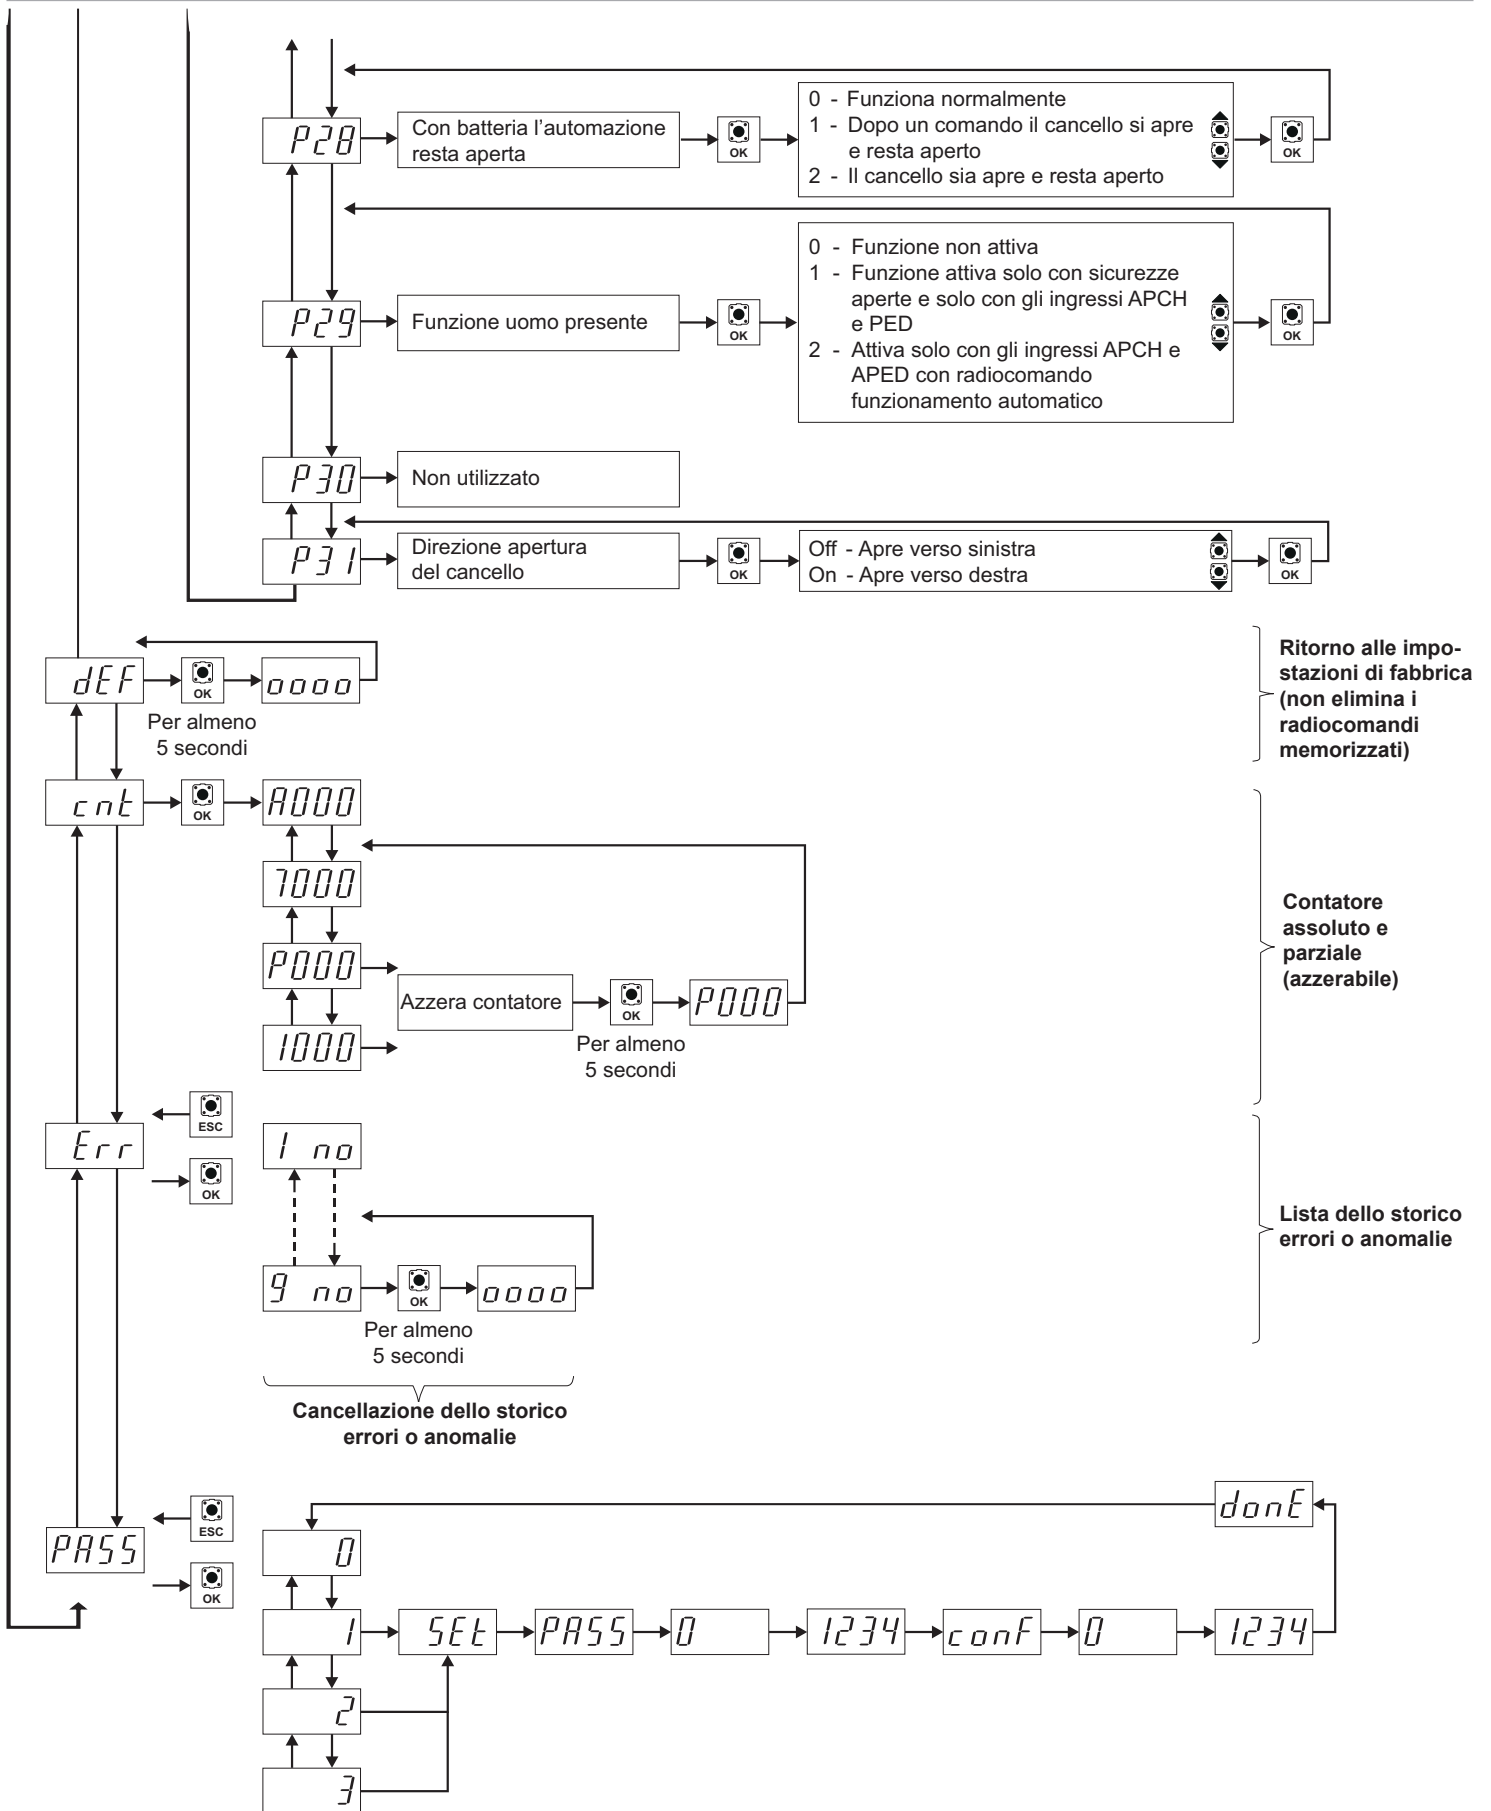 P28
Con batteria l'automazione
resta aperta
OK
0 - Funziona normalmente
1 - Dopo un comando il cancello si apre
e resta aperto
2 - Il cancello sia apre e resta aperto
OK
P29
Funzione uomo presente
OK
0 - Funzione non attiva
1 - Funzione attiva solo con sicurezze
aperte e solo con gli ingressi APCH
e PED
2 - Attiva solo con gli ingressi APCH e
APED con radiocomando
funzionamento automatico
OK
P30
Non utilizzato
P31
Direzione apertura
del cancello
OK
Off - Apre verso sinistra
On - Apre verso destra
OK
dEF
OK
oooo
Per almeno
5 secondi
Ritorno alle impo-
stazioni di fabbrica
(non elimina i
radiocomandi
memorizzati)
cnt
OK
A000
7000
P000
1000
Azzera contatore
OK
P000
Per almeno
5 secondi
Contatore
assoluto e
parziale
(azzerabile)
Err
ESC
OK
1 no
9 no
OK
oooo
Per almeno
5 secondi
Lista dello storico
errori o anomalie
Cancellazione dello storico
errori o anomalie
PASS
ESC
OK
donE
0
1
SEt
PASS
0
1234
conF
0
1234
2
3